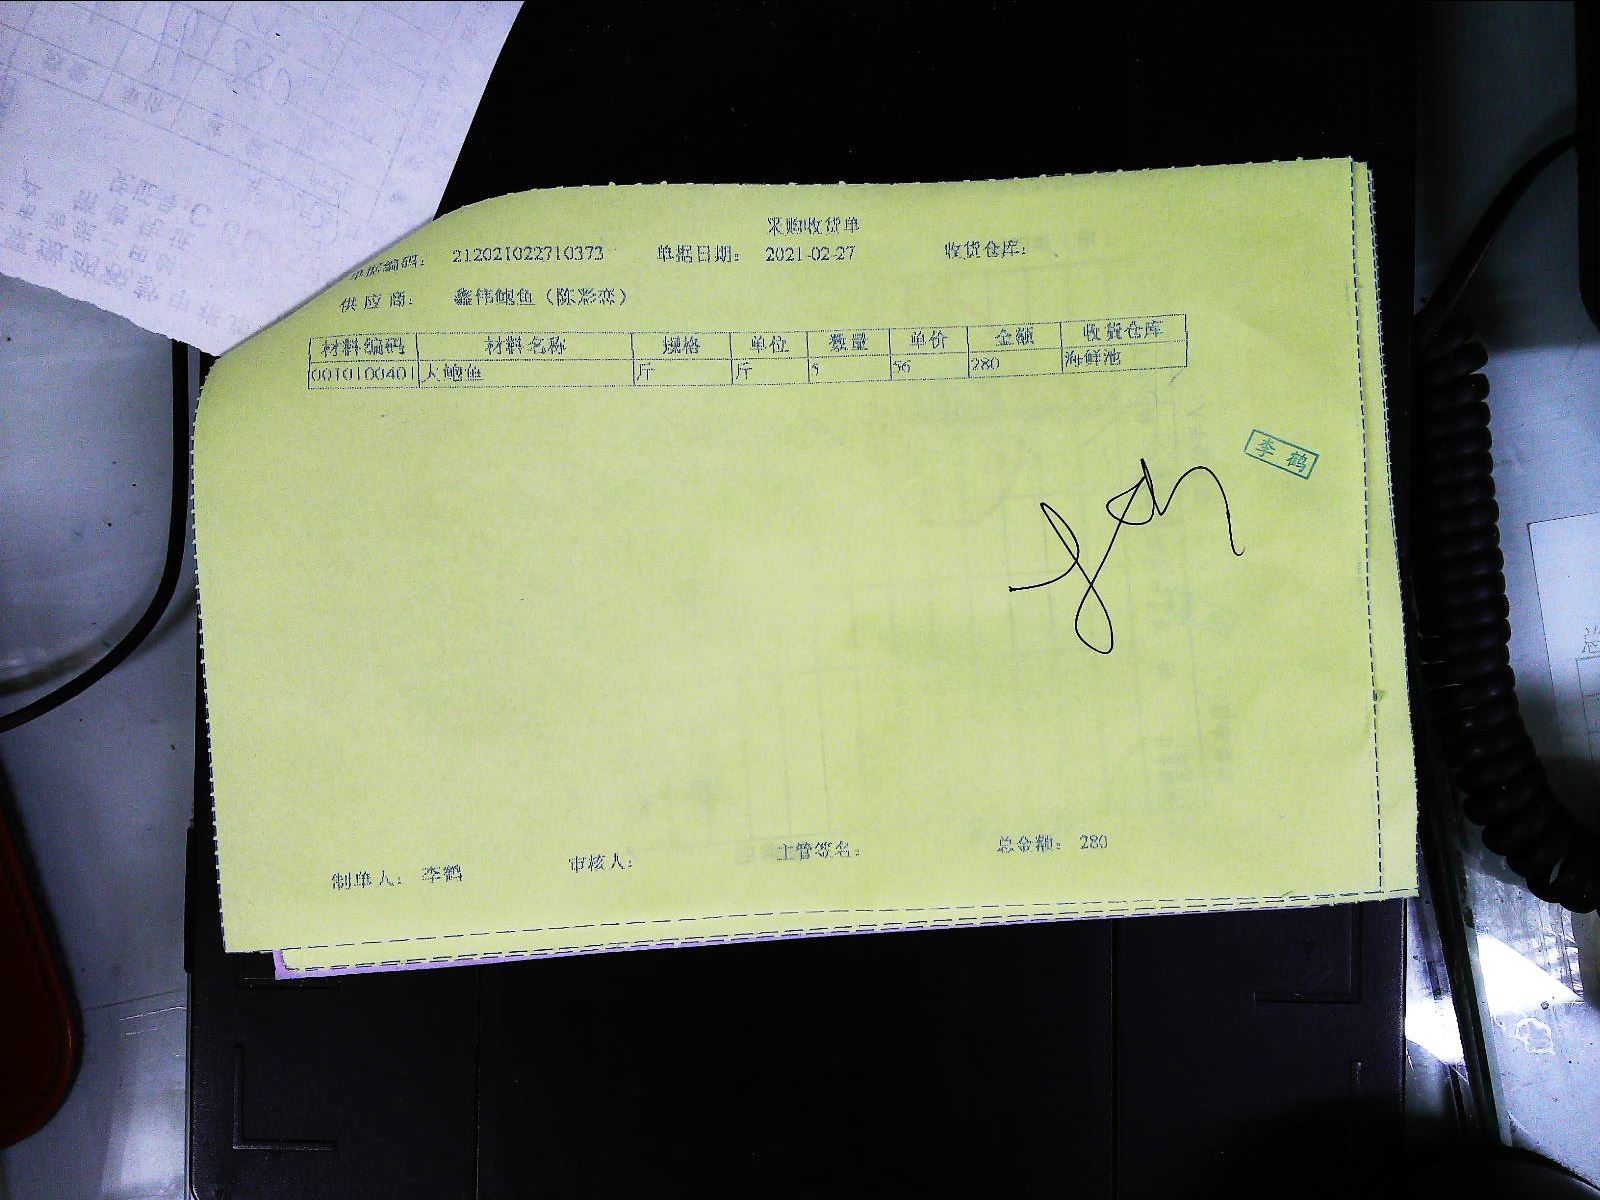 采购收货单
单据编码： 212021022710373 单据日期： 2021-02-27 收货仓库：
供应商： 鑫伟鲍鱼（陈彩恋）
材料编码 材料名称 规格 单位 数量 单价 金额 收货仓库
0010100401 大鲍鱼 斤 斤 5 56 280 海鲜池
李鹤
制单人： 李鹤 审核人： 主管签名： 总金额： 280
总